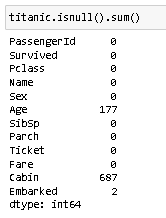 titanic.isnull().sum()
PassengerId 0
Survived 0
Pclass 0
Name 0
Sex 0
Age 177
SibSp 0
Parch 0
Ticket 0
Fare 0
Cabin 687
Embarked 2
dtype: int64